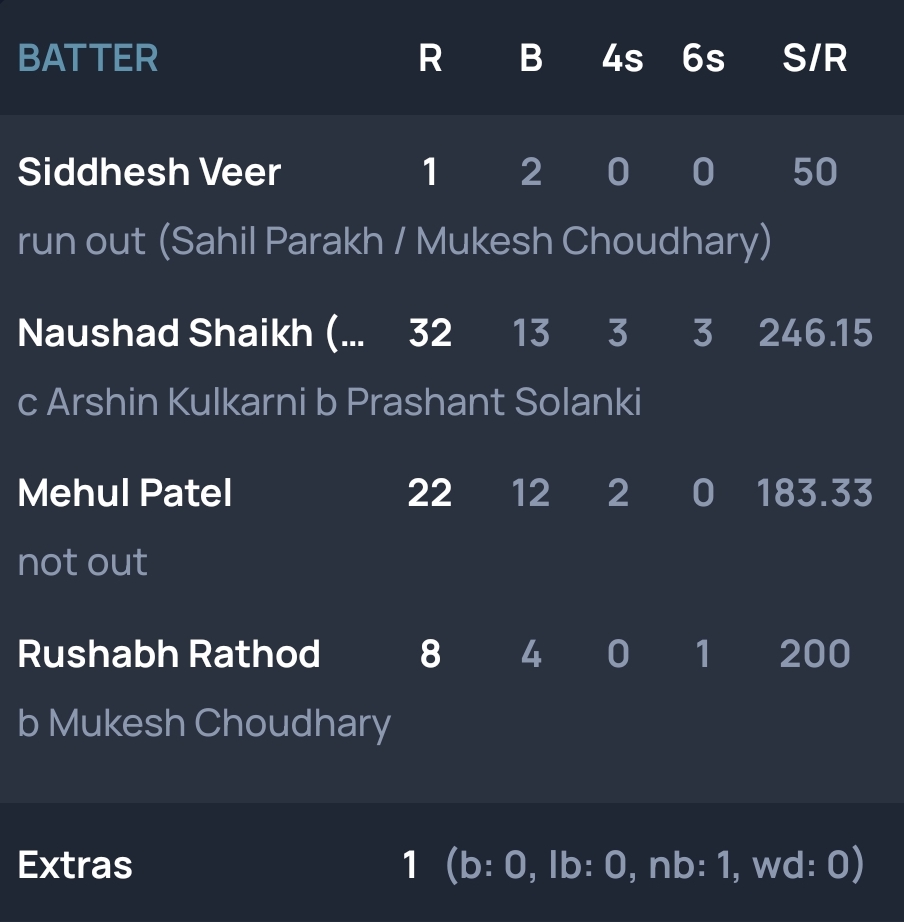 BATTER R B 4s 6s S/R
Siddhesh Veer 1 2 0 0 50
run out (Sahil Parakh / Mukesh Choudhary)
Naushad Shaikh (... 32 13 3 3 246.15
c Arshin Kulkarni b Prashant Solanki
Mehul Patel 22 12 2 0 183.33
not out
Rushabh Rathod 8 4 0 1 200
b Mukesh Choudhary
Extras 1 (b: 0, lb: 0, nb: 1, wd: 0)